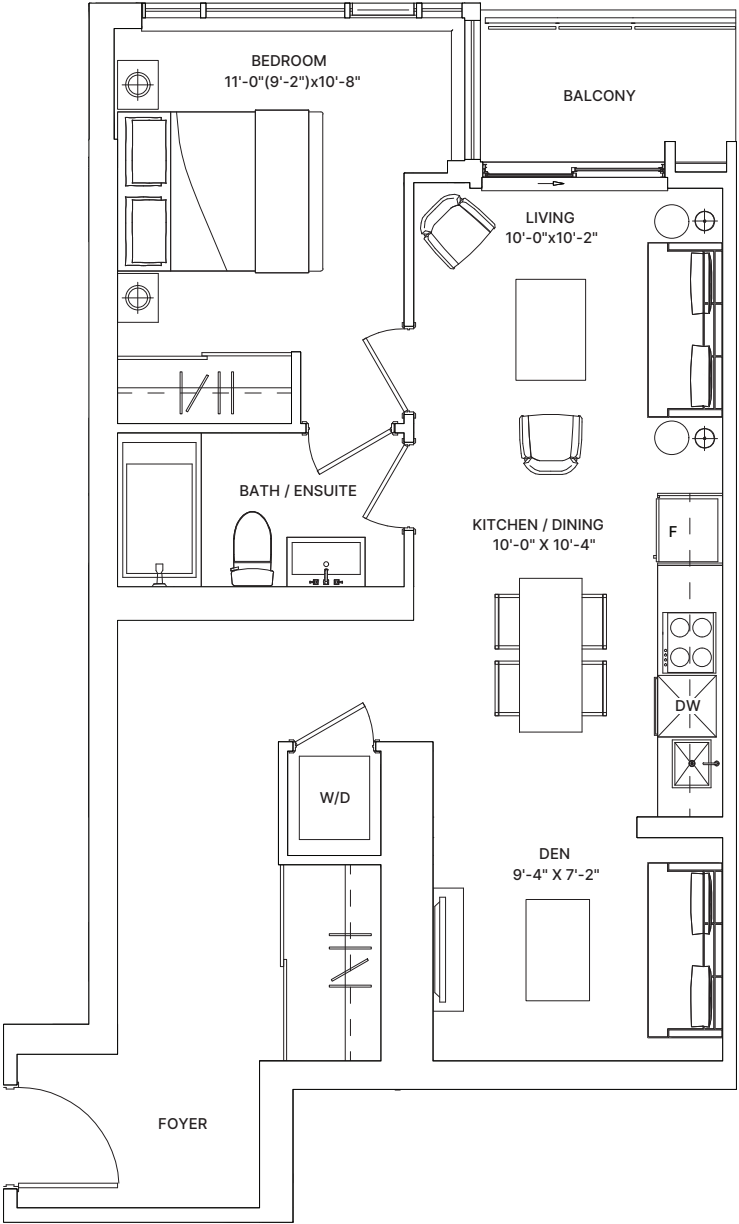 BEDROOM
11'-0"(9'-2")x10'-8"
BALCONY
LIVING
10'-0"x10'-2"
BATH / ENSUITE
KITCHEN / DINING
10'-0" X 10'-4"
F
DW
W/D
DEN
9'-4" X 7'-2"
FOYER